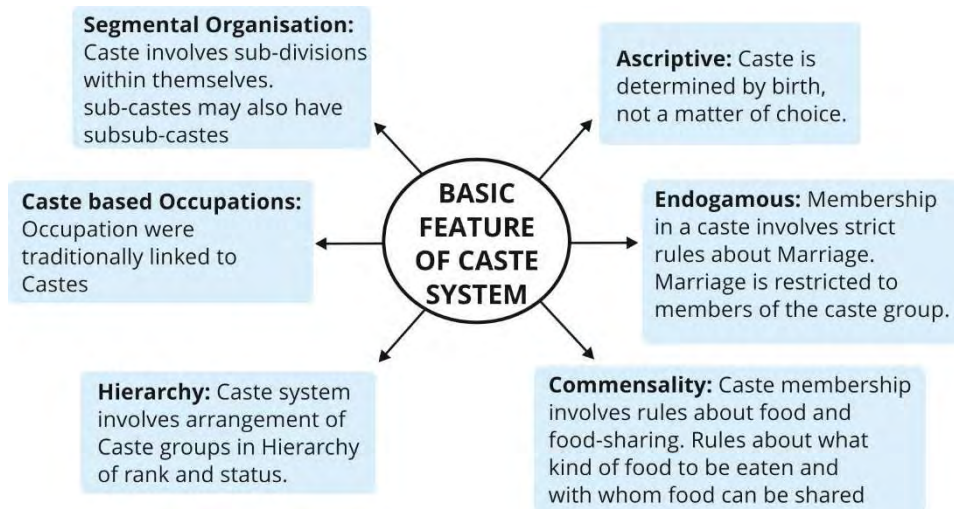 Segmental Organisation:
Caste involves sub-divisions
within themselves.
sub-castes may also have
subsub-castes
Ascriptive: Caste is
determined by birth,
not a matter of choice.
Caste based Occupations:
Occupation were
traditionally linked to
Castes
BASIC
FEATURE
OF CASTE
SYSTEM
Endogamous: Membership
in a caste involves strict
rules about Marriage.
Marriage is restricted to
members of the caste group.
Hierarchy: Caste system
involves arrangement of
Caste groups in Hierarchy
of rank and status.
Commensality: Caste membership
involves rules about food and
food-sharing. Rules about what
kind of food to be eaten and
with whom food can be shared